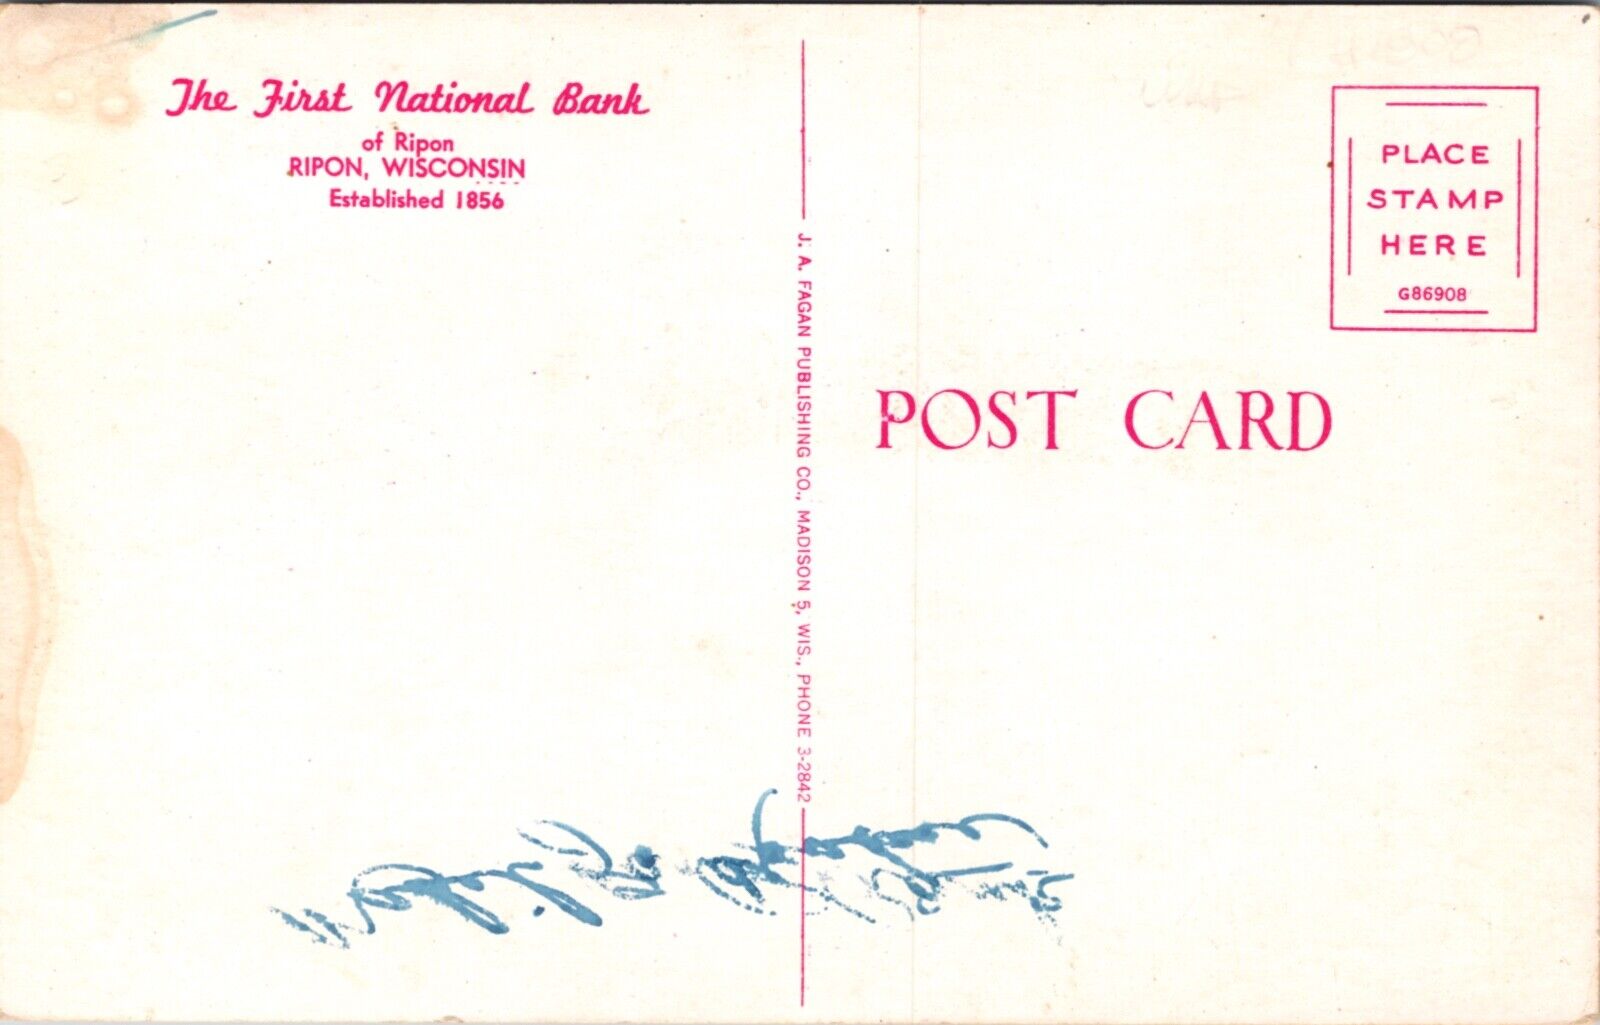 The First National Bank
of Ripon
RIPON, WISCONSIN
Established 1856
J. A. FAGAN PUBLISHING CO., MADISON 5, WIS., PHONE 3-2842
PLACE
STAMP
HERE
G86908
POST CARD